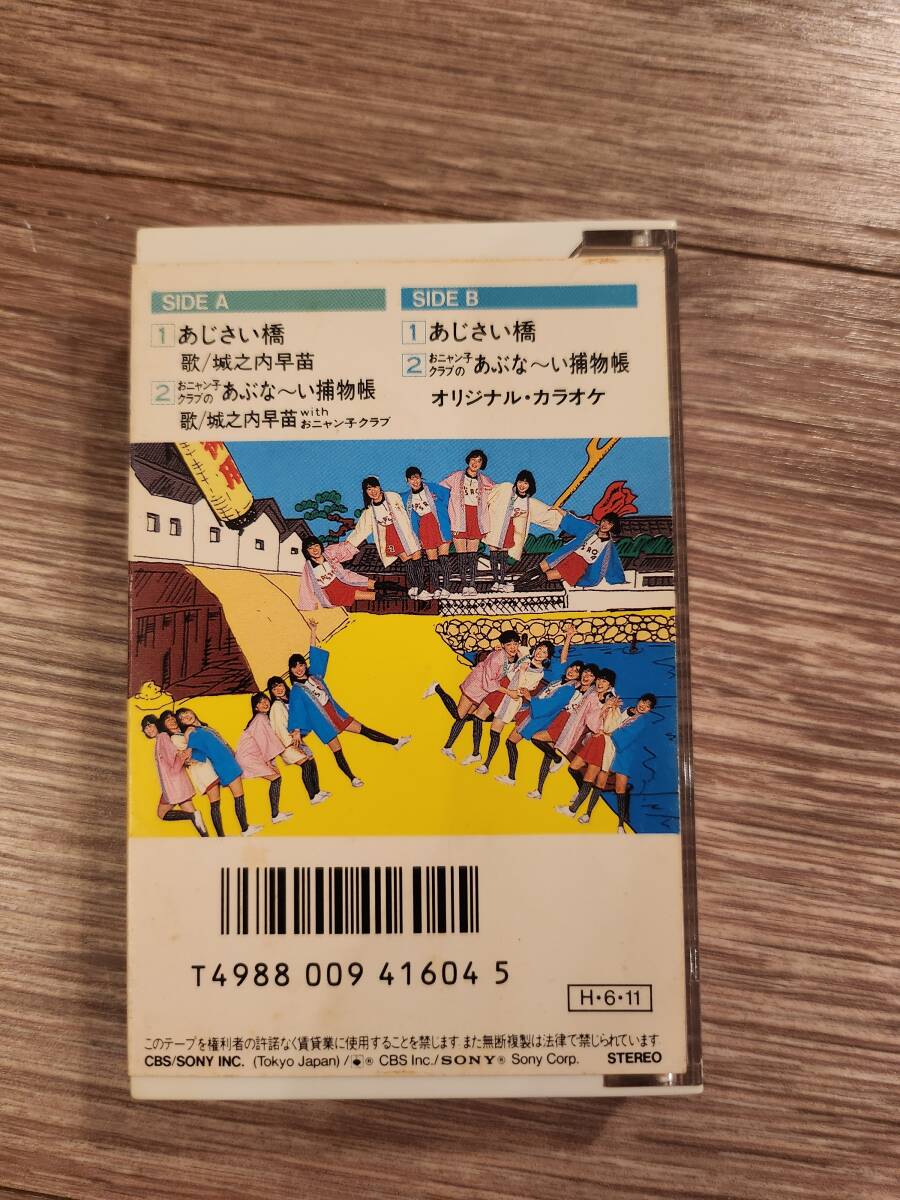 SIDE A
1 あじさい橋
歌/城之内早苗
2 おニャン子クラブの あぶな〜い捕物帳
歌/城之内早苗 with おニャン子クラブ
SIDE B
1 あじさい橋
2 おニャン子クラブの あぶな〜い捕物帳
オリジナル・カラオケ
T4988 009 41604 5
H・6・11
このテープを権利者の許諾なく賃貸業に使用することを禁じます。また無断複製は法律で禁じられています。
CBS/SONY INC. (Tokyo Japan) / ® CBS Inc./SONY® Sony Corp. STEREO